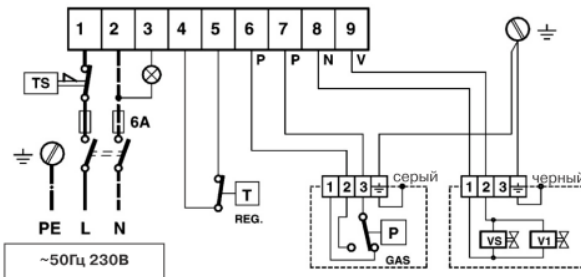 1 2 3 4 5 6 7 8 9
P P N V
TS
6A
T
REG.
PE L N
~50Гц 230В
1 2 3
серый
P
GAS
1 2 3
черный
VS V1